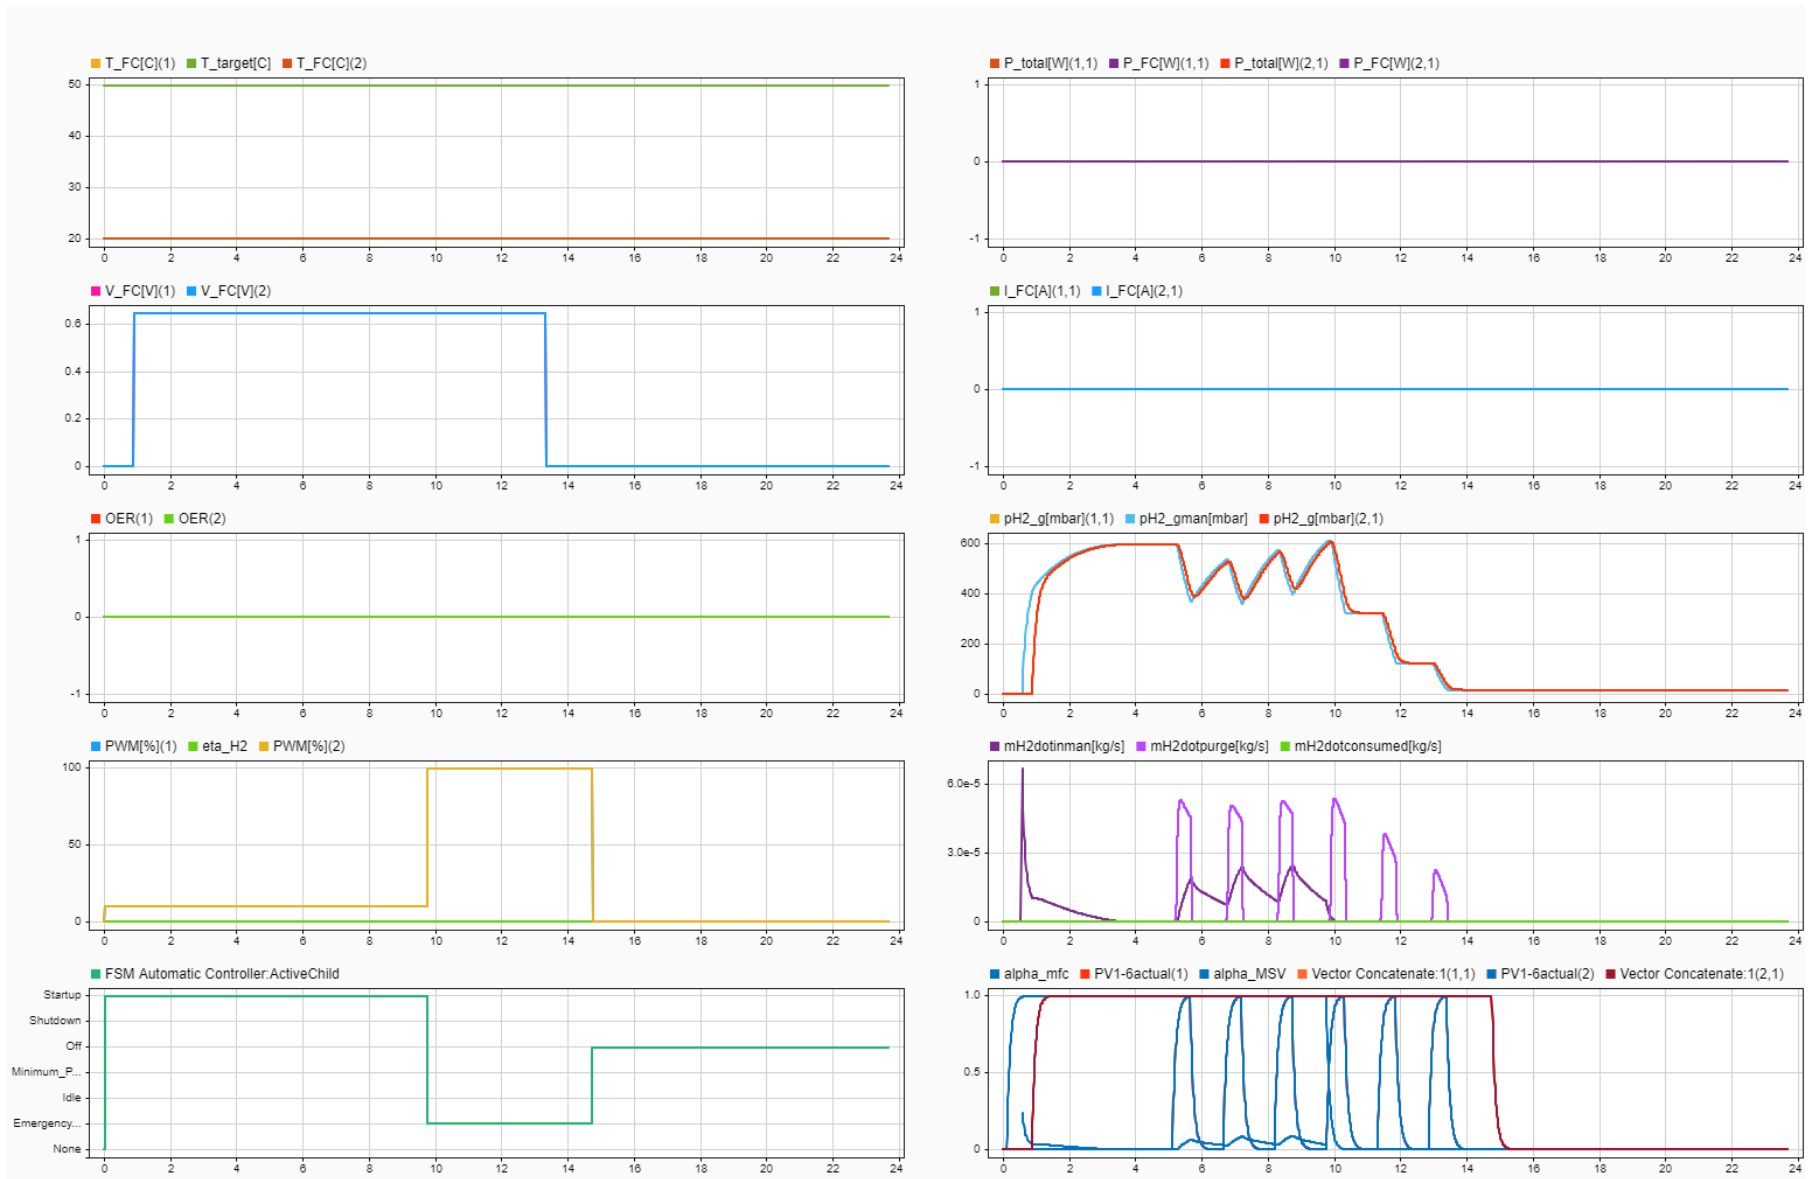 T_FC[C](1) T_target[C] T_FC[C](2)
50
40
30
20
0 2 4 6 8 10 12 14 16 18 20 22 24
P_total[W](1,1) P_FC[W](1,1) P_total[W](2,1) P_FC[W](2,1)
1
0
-1
0 2 4 6 8 10 12 14 16 18 20 22 24
V_FC[V](1) V_FC[V](2)
0.6
0.4
0.2
0
0 2 4 6 8 10 12 14 16 18 20 22 24
I_FC[A](1,1) I_FC[A](2,1)
1
0
-1
0 2 4 6 8 10 12 14 16 18 20 22 24
OER(1) OER(2)
1
0
-1
0 2 4 6 8 10 12 14 16 18 20 22 24
pH2_g[mbar](1,1) pH2_gman[mbar] pH2_g[mbar](2,1)
600
400
200
0
0 2 4 6 8 10 12 14 16 18 20 22 24
PWM[%](1) eta_H2 PWM[%](2)
100
50
0
0 2 4 6 8 10 12 14 16 18 20 22 24
mH2dotinman[kg/s] mH2dotpurge[kg/s] mH2dotconsumed[kg/s]
6.0e-5
3.0e-5
0
0 2 4 6 8 10 12 14 16 18 20 22 24
FSM Automatic Controller:ActiveChild
Startup
Shutdown
Off
Minimum_P...
Idle
Emergency...
None
0 2 4 6 8 10 12 14 16 18 20 22 24
alpha_mfc PV1-6actual(1) alpha_MSV Vector Concatenate:1(1,1) PV1-6actual(2) Vector Concatenate:1(2,1)
1.0
0.5
0
0 2 4 6 8 10 12 14 16 18 20 22 24